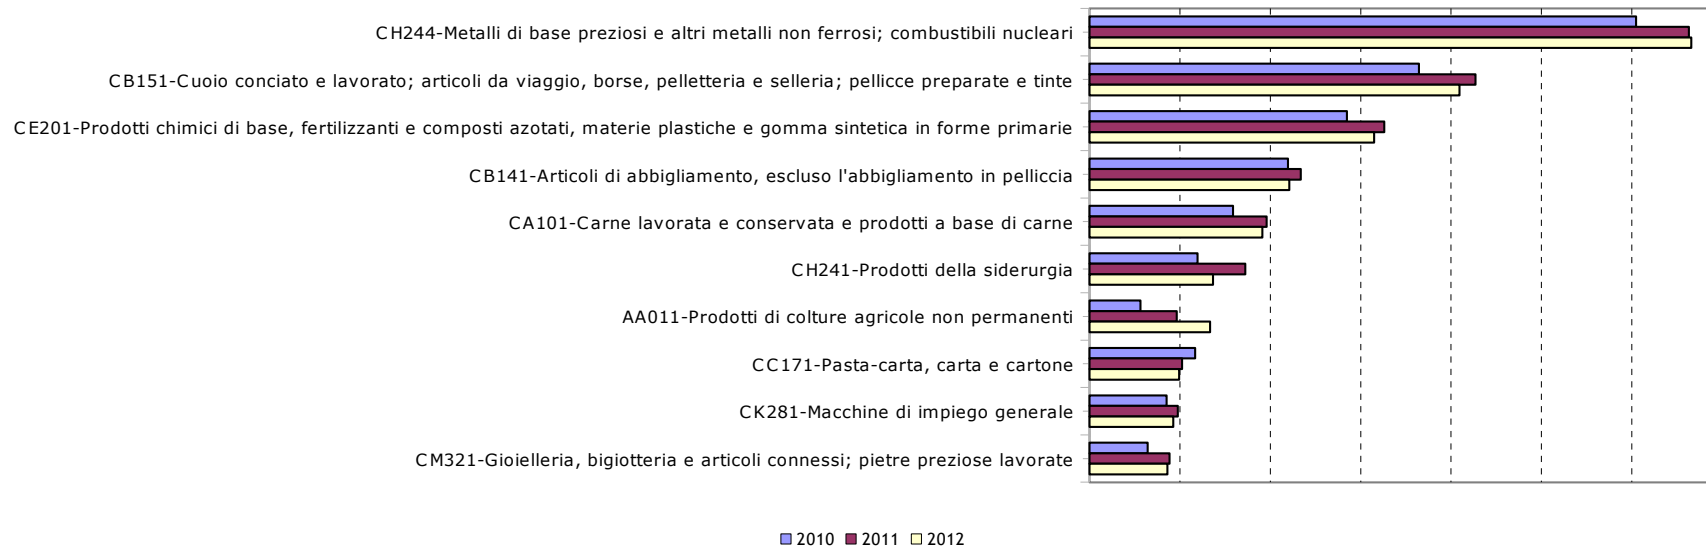 CH244-Metalli di base preziosi e altri metalli non ferrosi; combustibili nucleari
CB151-Cuoio conciato e lavorato; articoli da viaggio, borse, pelletteria e selleria; pellicce preparate e tinte
CE201-Prodotti chimici di base, fertilizzanti e composti azotati, materie plastiche e gomma sintetica in forme primarie
CB141-Articoli di abbigliamento, escluso l'abbigliamento in pelliccia
CA101-Carne lavorata e conservata e prodotti a base di carne
CH241-Prodotti della siderurgia
AA011-Prodotti di colture agricole non permanenti
CC171-Pasta-carta, carta e cartone
CK281-Macchine di impiego generale
CM321-Gioielleria, bigiotteria e articoli connessi; pietre preziose lavorate
2010 2011 2012